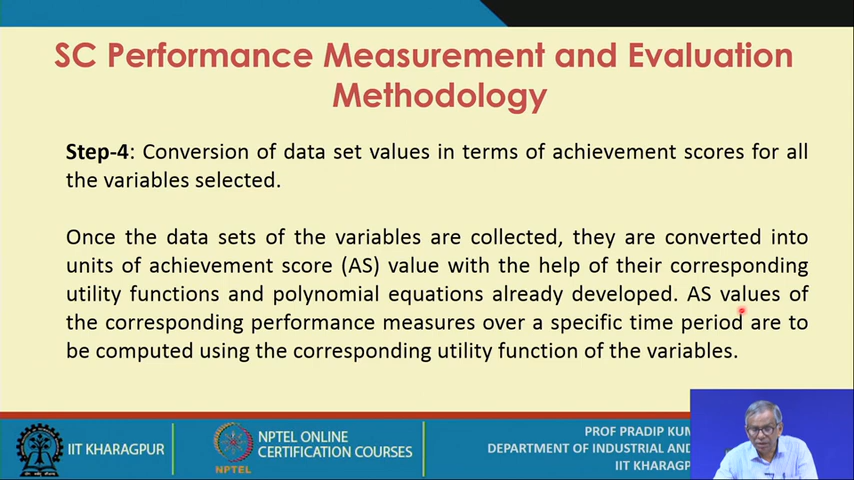 SC Performance Measurement and Evaluation
Methodology
Step-4: Conversion of data set values in terms of achievement scores for all
the variables selected.
Once the data sets of the variables are collected, they are converted into
units of achievement score (AS) value with the help of their corresponding
utility functions and polynomial equations already developed. AS values of
the corresponding performance measures over a specific time period are to
be computed using the corresponding utility function of the variables.
IIT KHARAGPUR
NPTEL
NPTEL ONLINE
CERTIFICATION COURSES
PROF PRADIP KUM
DEPARTMENT OF INDUSTRIAL AND
IIT KHARAGP